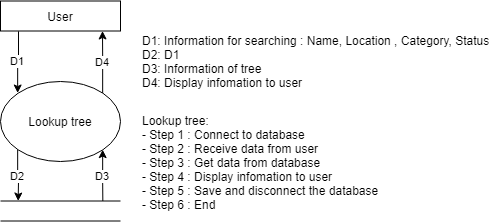 User
D1
D4
Lookup tree
D2
D3
D1: Information for searching : Name, Location , Category, Status
D2: D1
D3: Information of tree
D4: Display infomation to user
Lookup tree:
- Step 1 : Connect to database
- Step 2 : Receive data from user
- Step 3 : Get data from database
- Step 4 : Display infomation to user
- Step 5 : Save and disconnect the database
- Step 6 : End